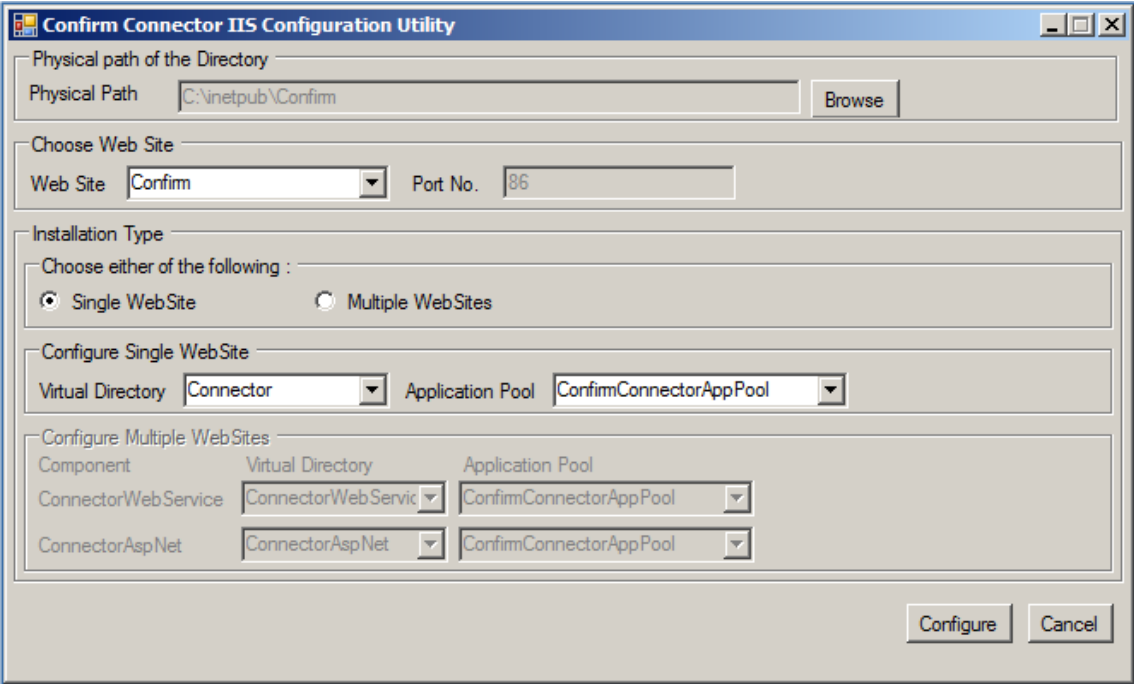 Confirm Connector IIS Configuration Utility
Physical path of the Directory
Physical Path C:\inetpub\Confirm Browse
Choose Web Site
Web Site Confirm Port No. 86
Installation Type
Choose either of the following :
Single WebSite Multiple WebSites
Configure Single WebSite
Virtual Directory Connector Application Pool ConfirmConnectorAppPool
Configure Multiple WebSites
Component Virtual Directory Application Pool
ConnectorWebService ConnectorWebServic ConfirmConnectorAppPool
ConnectorAspNet ConnectorAspNet ConfirmConnectorAppPool
Configure Cancel